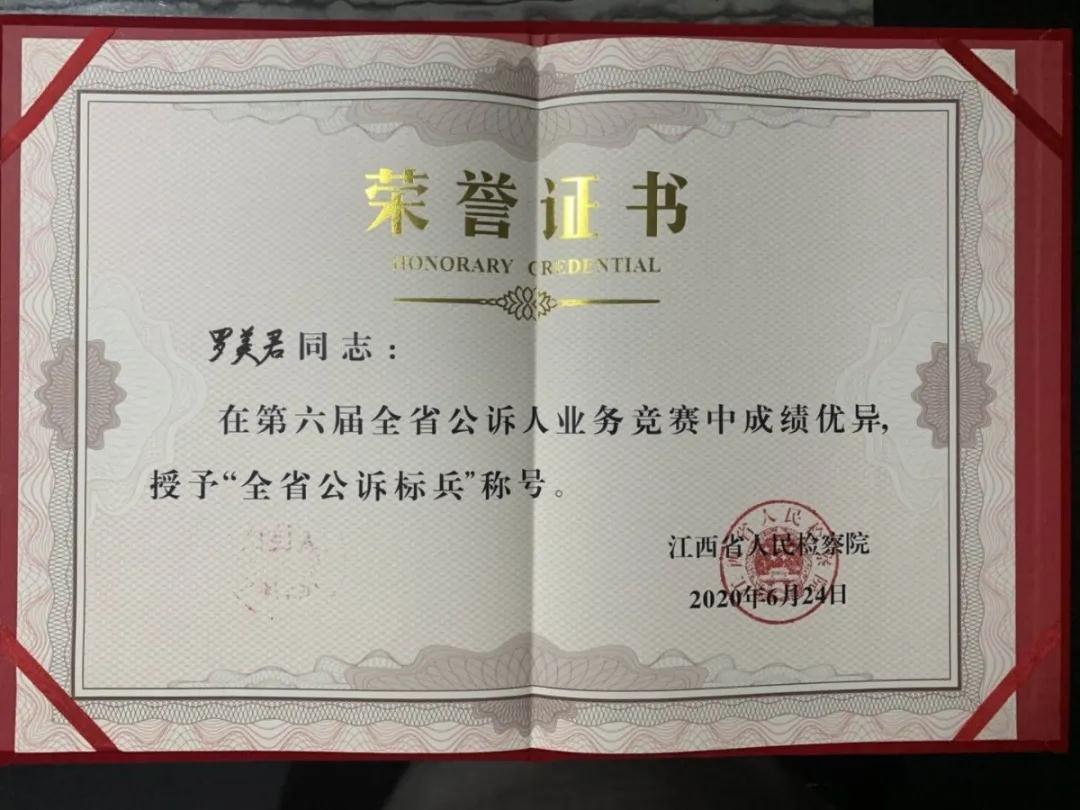 荣誉证书
HONORARY CREDENTIAL
罗美君同志：
在第六届全省公诉人业务竞赛中成绩优异,
授予“全省公诉标兵”称号。
江西省人民检察院
2020年6月24日